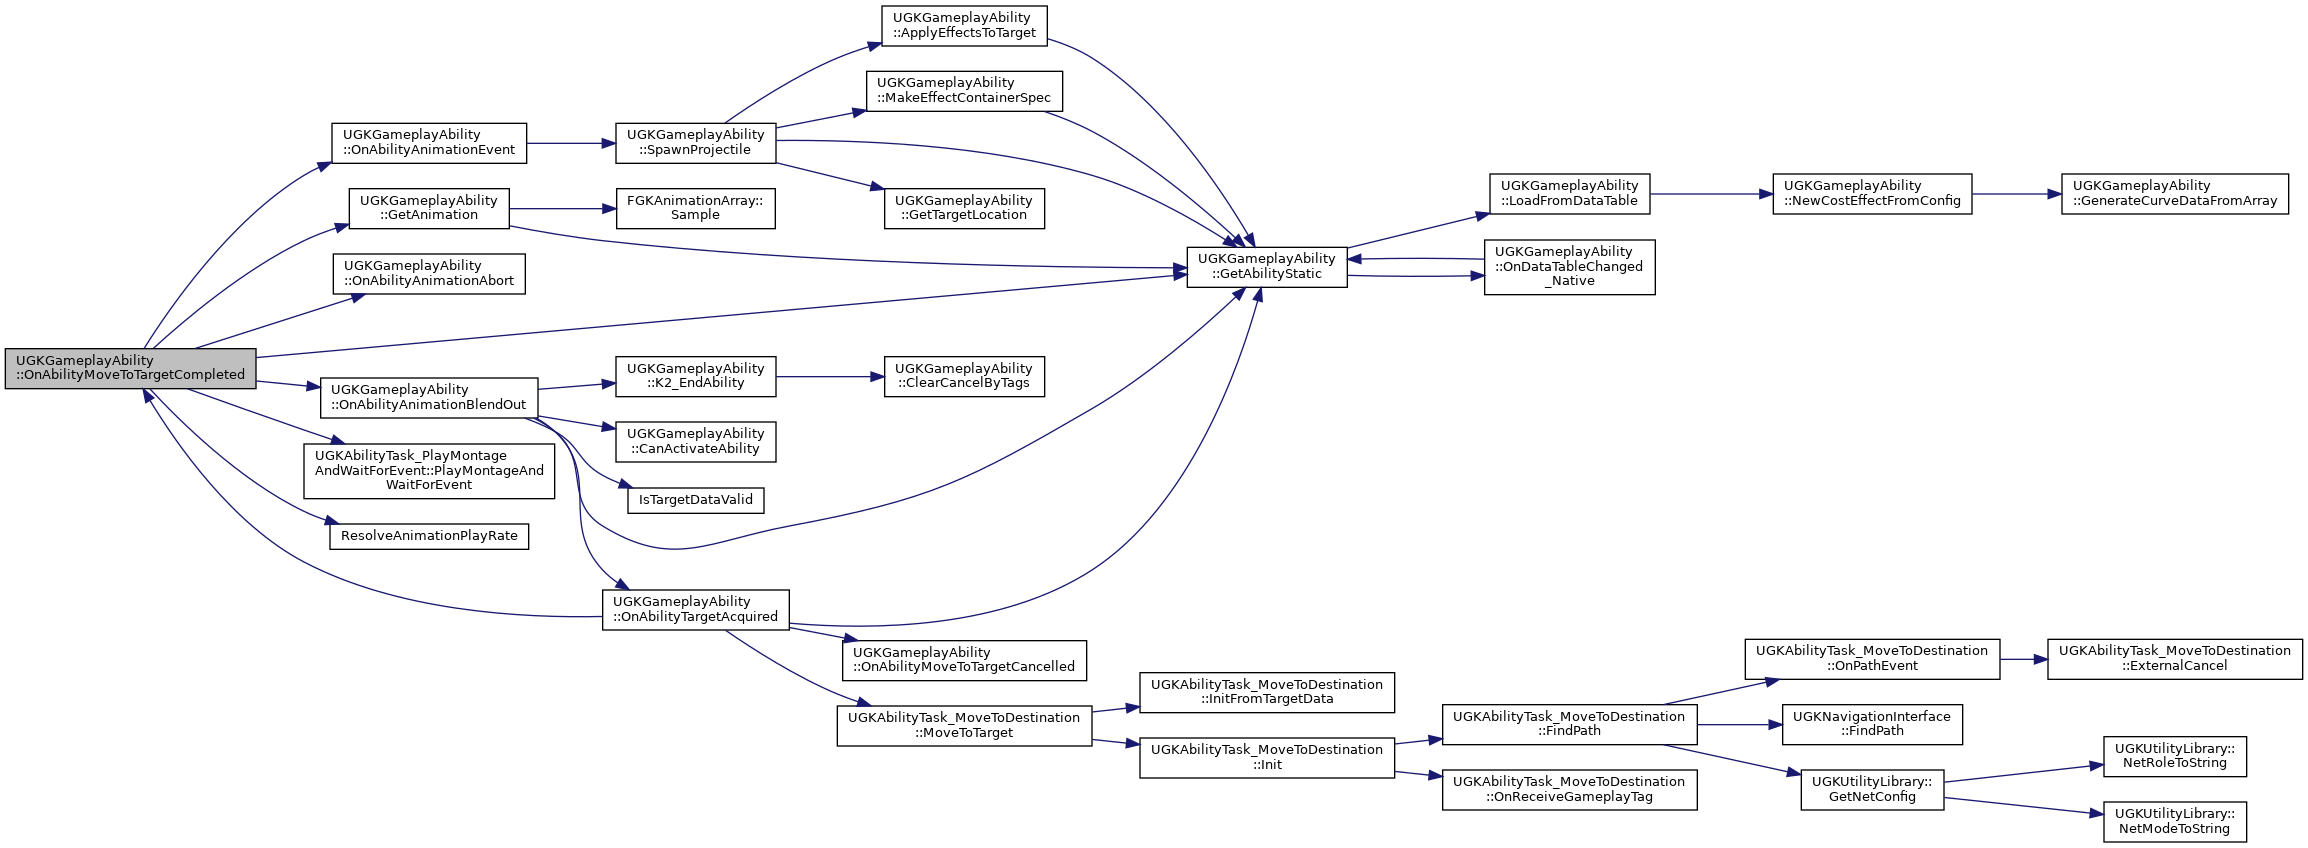 UGKGameplayAbility
::OnAbilityMoveToTargetCompleted
UGKGameplayAbility
::OnAbilityAnimationEvent
UGKGameplayAbility
::GetAnimation
UGKGameplayAbility
::OnAbilityAnimationAbort
UGKGameplayAbility
::OnAbilityAnimationBlendOut
UGKAbilityTask_PlayMontage
AndWaitForEvent::PlayMontageAnd
WaitForEvent
ResolveAnimationPlayRate
UGKGameplayAbility
::SpawnProjectile
FGKAnimationArray::
Sample
UGKGameplayAbility
::K2_EndAbility
UGKGameplayAbility
::CanActivateAbility
IsTargetDataValid
UGKGameplayAbility
::OnAbilityTargetAcquired
UGKGameplayAbility
::ApplyEffectsToTarget
UGKGameplayAbility
::MakeEffectContainerSpec
UGKGameplayAbility
::GetTargetLocation
UGKGameplayAbility
::ClearCancelByTags
UGKGameplayAbility
::OnAbilityMoveToTargetCancelled
UGKAbilityTask_MoveToDestination
::MoveToTarget
UGKGameplayAbility
::GetAbilityStatic
UGKAbilityTask_MoveToDestination
::InitFromTargetData
UGKAbilityTask_MoveToDestination
::Init
UGKGameplayAbility
::LoadFromDataTable
UGKGameplayAbility
::OnDataTableChanged
_Native
UGKAbilityTask_MoveToDestination
::FindPath
UGKAbilityTask_MoveToDestination
::OnReceiveGameplayTag
UGKGameplayAbility
::NewCostEffectFromConfig
UGKAbilityTask_MoveToDestination
::OnPathEvent
UGKNavigationInterface
::FindPath
UGKUtilityLibrary::
GetNetConfig
UGKGameplayAbility
::GenerateCurveDataFromArray
UGKAbilityTask_MoveToDestination
::ExternalCancel
UGKUtilityLibrary::
NetRoleToString
UGKUtilityLibrary::
NetModeToString